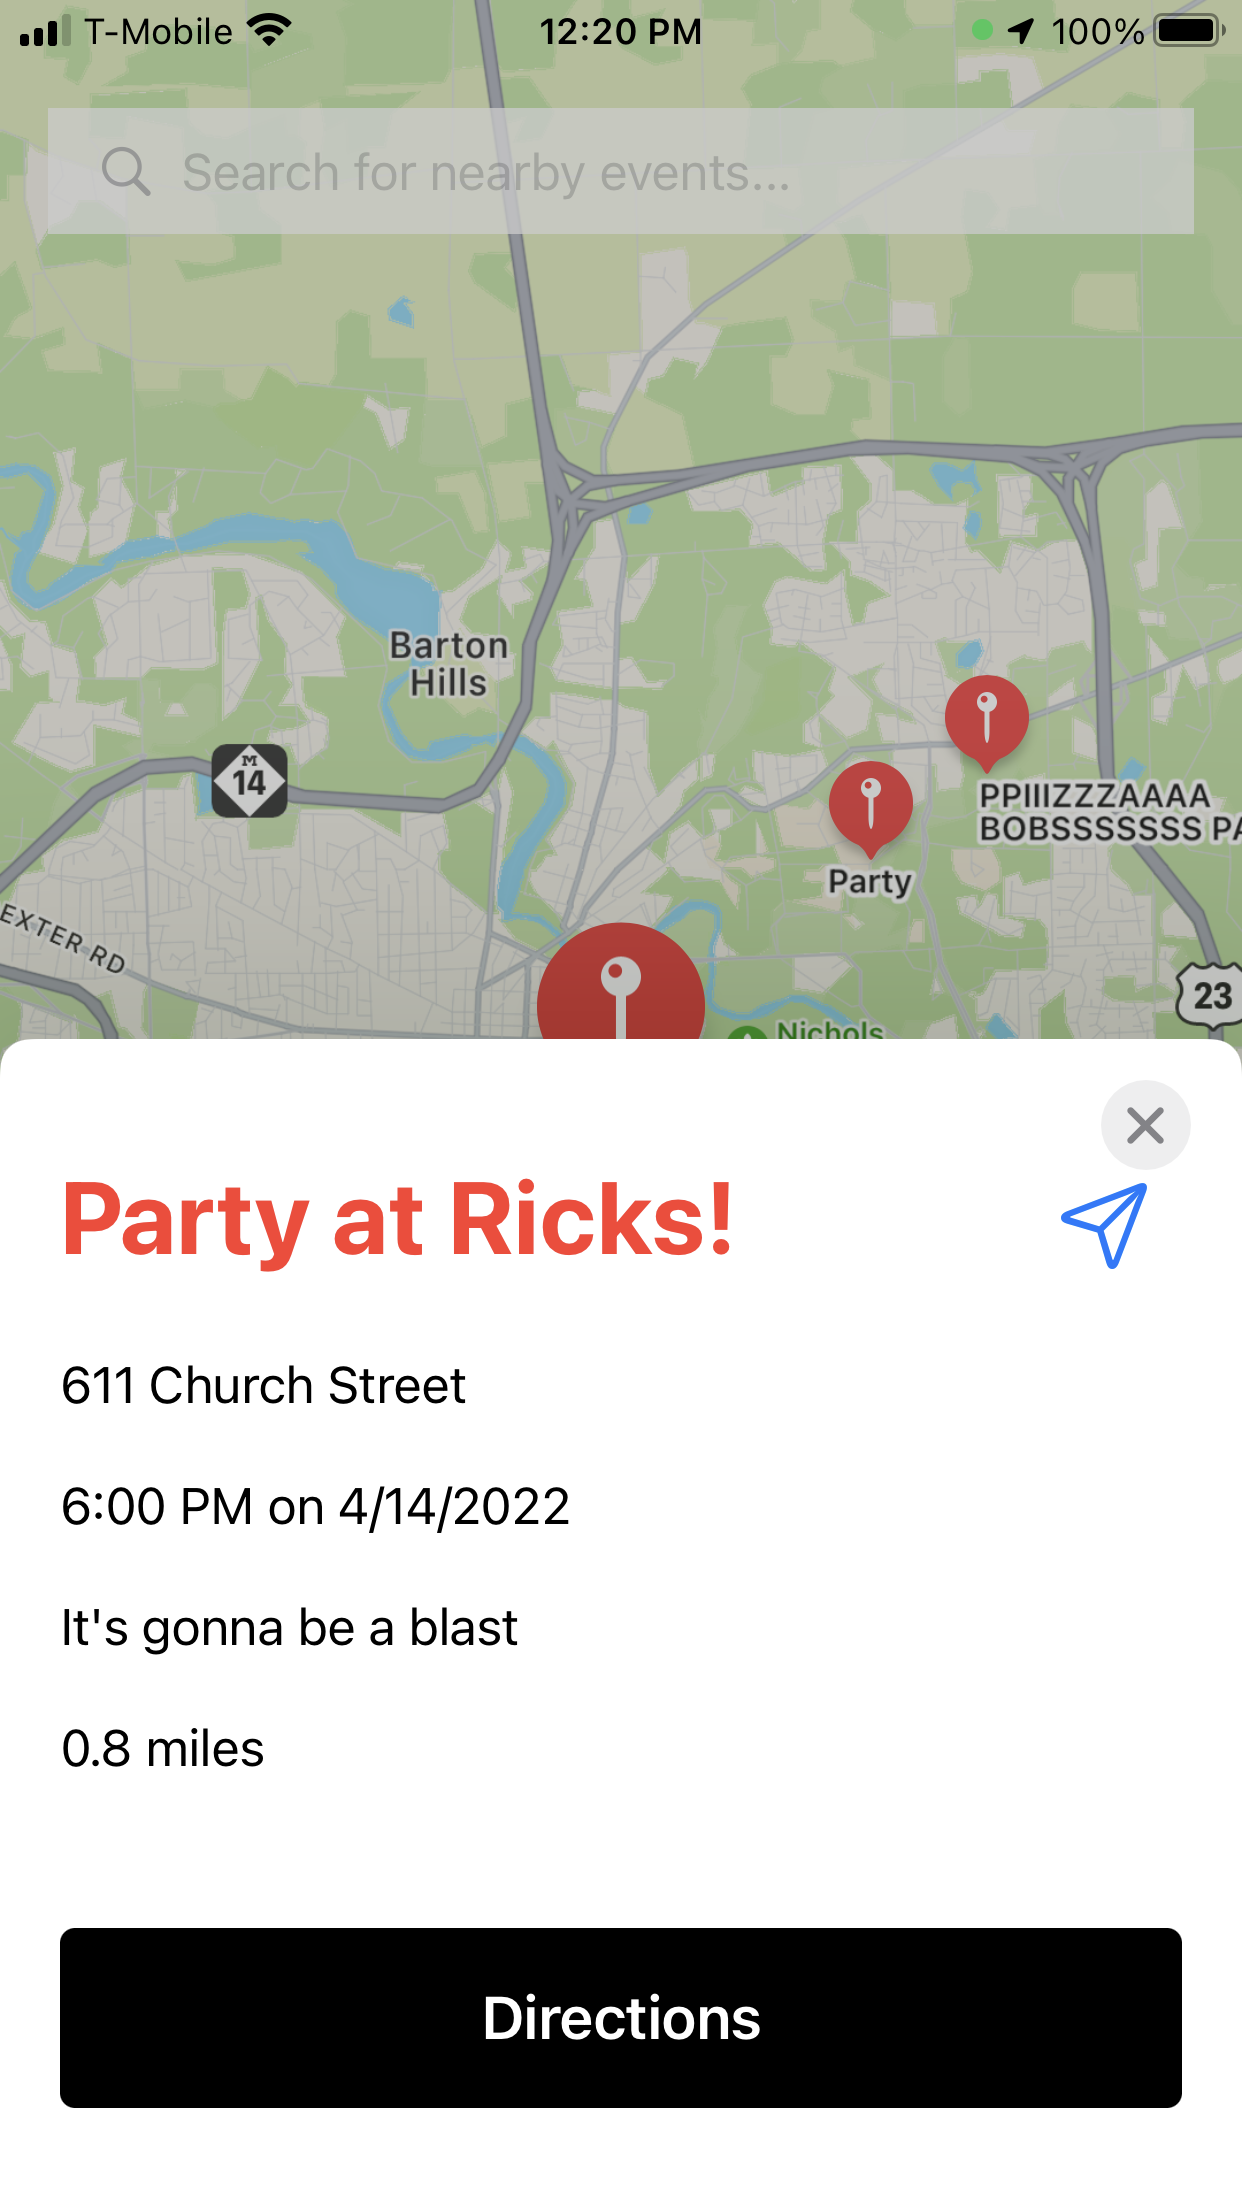 T-Mobile 12:20 PM 100%
Search for nearby events...
Barton
Hills
M
14
PPIIIZZZAAAA
BOBSSSSSSS PA
Party
EXTER RD
23
Nichols
Party at Ricks!
611 Church Street
6:00 PM on 4/14/2022
It's gonna be a blast
0.8 miles
Directions